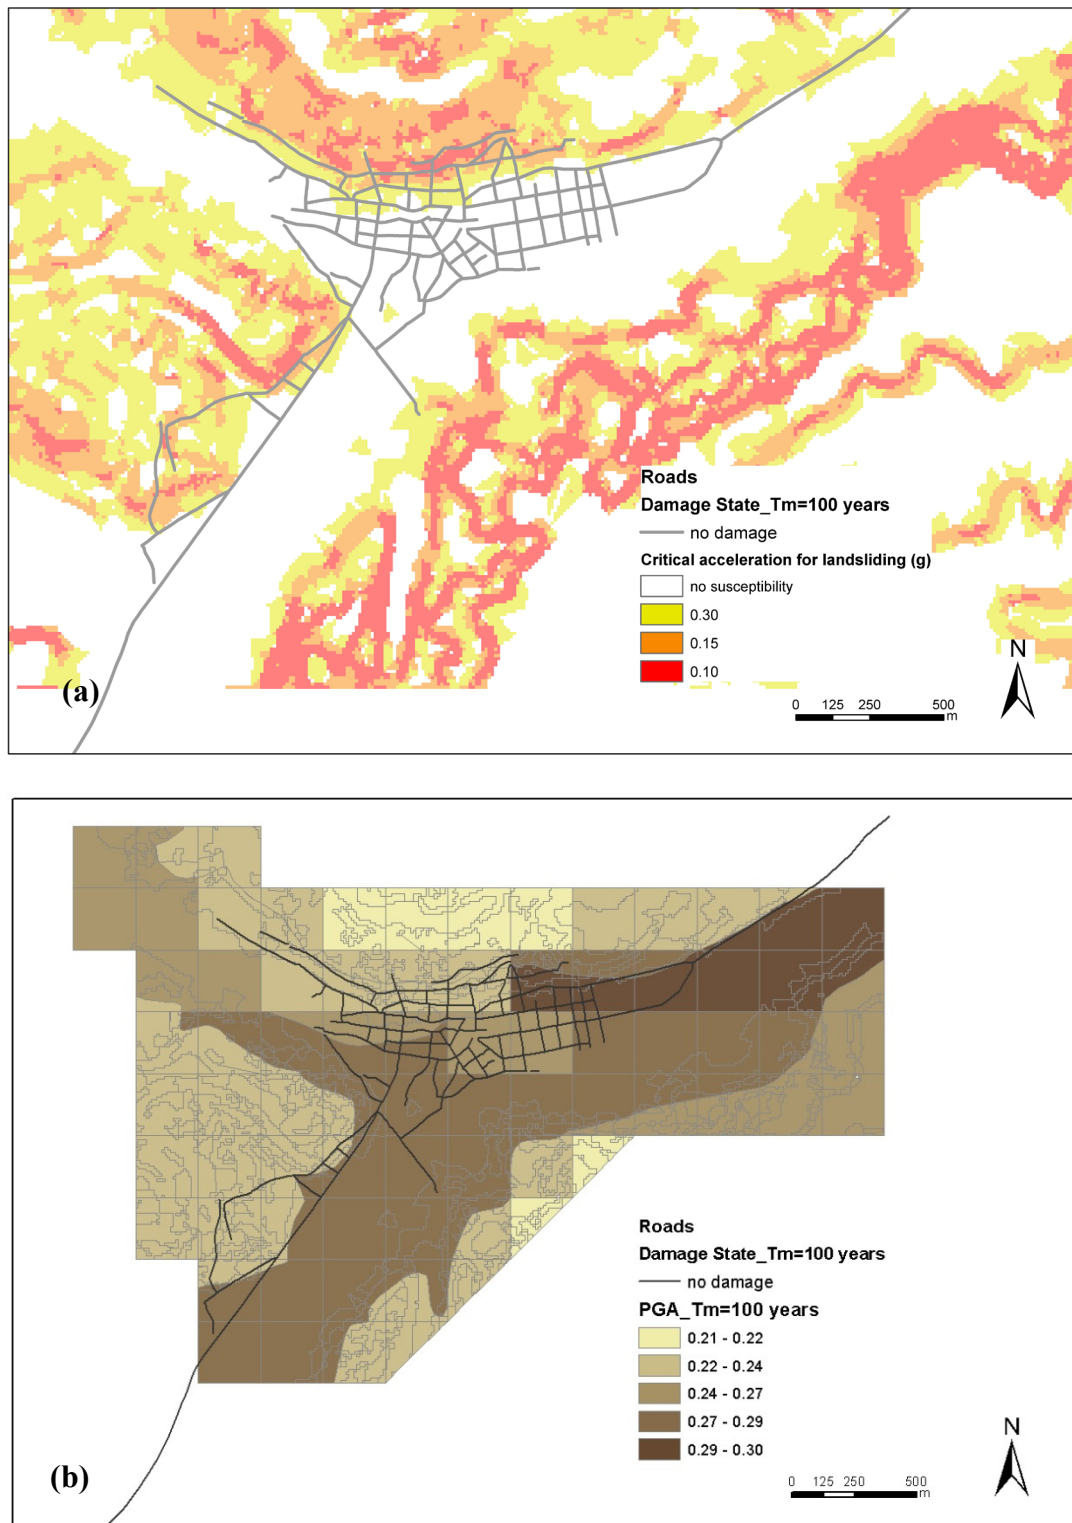 Roads
Damage State_Tm=100 years
no damage
Critical acceleration for landsliding (g)
no susceptibility
0.30
0.15
0.10
N
(a)
0 125 250 500
m
Roads
Damage State_Tm=100 years
no damage
PGA_Tm=100 years
0.21 - 0.22
0.22 - 0.24
0.24 - 0.27
0.27 - 0.29
0.29 - 0.30
N
(b)
0 125 250 500
m